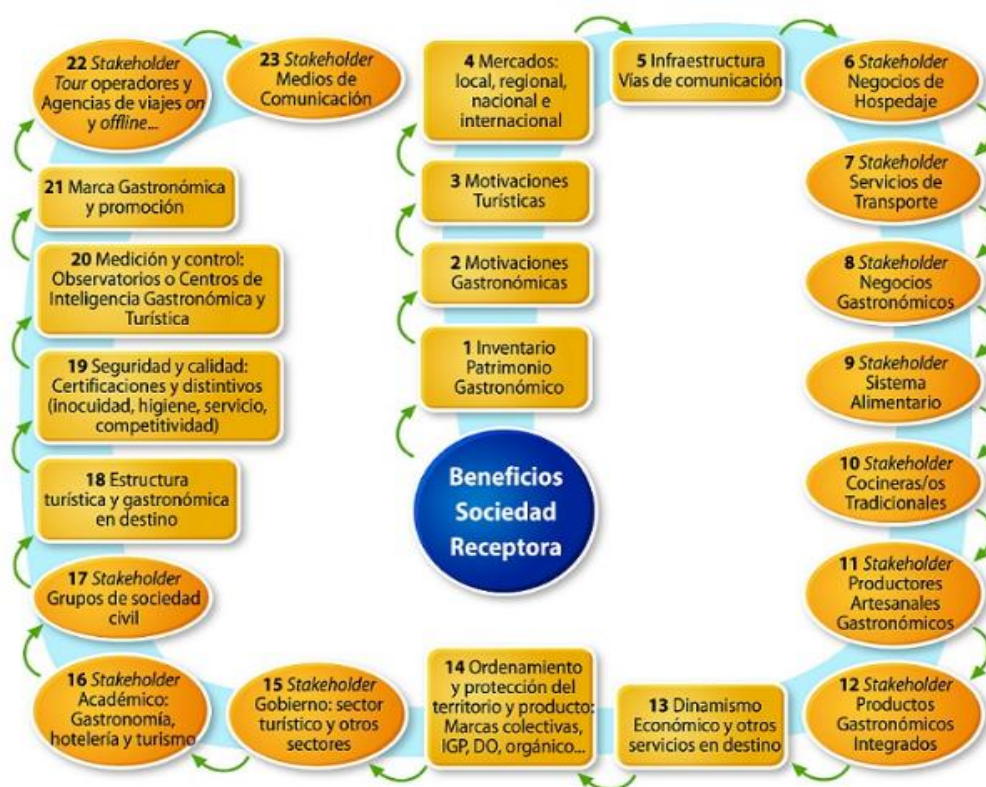 Beneficios
Sociedad
Receptora
1 Inventario
Patrimonio
Gastronómico
2 Motivaciones
Gastronómicas
3 Motivaciones
Turísticas
4 Mercados:
local, regional,
nacional e
internacional
5 Infraestructura
Vías de comunicación
6 Stakeholder
Negocios de
Hospedaje
7 Stakeholder
Servicios de
Transporte
8 Stakeholder
Negocios
Gastronómicos
9 Stakeholder
Sistema
Alimentario
10 Stakeholder
Cocineras/os
Tradicionales
11 Stakeholder
Productores
Artesanales
Gastronómicos
12 Stakeholder
Productos
Gastronómicos
Integrados
13 Dinamismo
Económico y otros
servicios en destino
14 Ordenamiento
y protección del
territorio y producto:
Marcas colectivas,
IGP, DO, orgánico...
15 Stakeholder
Gobierno: sector
turístico y otros
sectores
16 Stakeholder
Académico:
Gastronomía,
hotelería y turismo
17 Stakeholder
Grupos de sociedad
civil
18 Estructura
turística y gastronómica
en destino
19 Seguridad y calidad:
Certificaciones y distintivos
(inocuidad, higiene, servicio,
competitividad)
20 Medición y control:
Observatorios o Centros de
Inteligencia Gastronómica y
Turística
21 Marca Gastronómica
y promoción
22 Stakeholder
Tour operadores y
Agencias de viajes on
y offline...
23 Stakeholder
Medios de
Comunicación